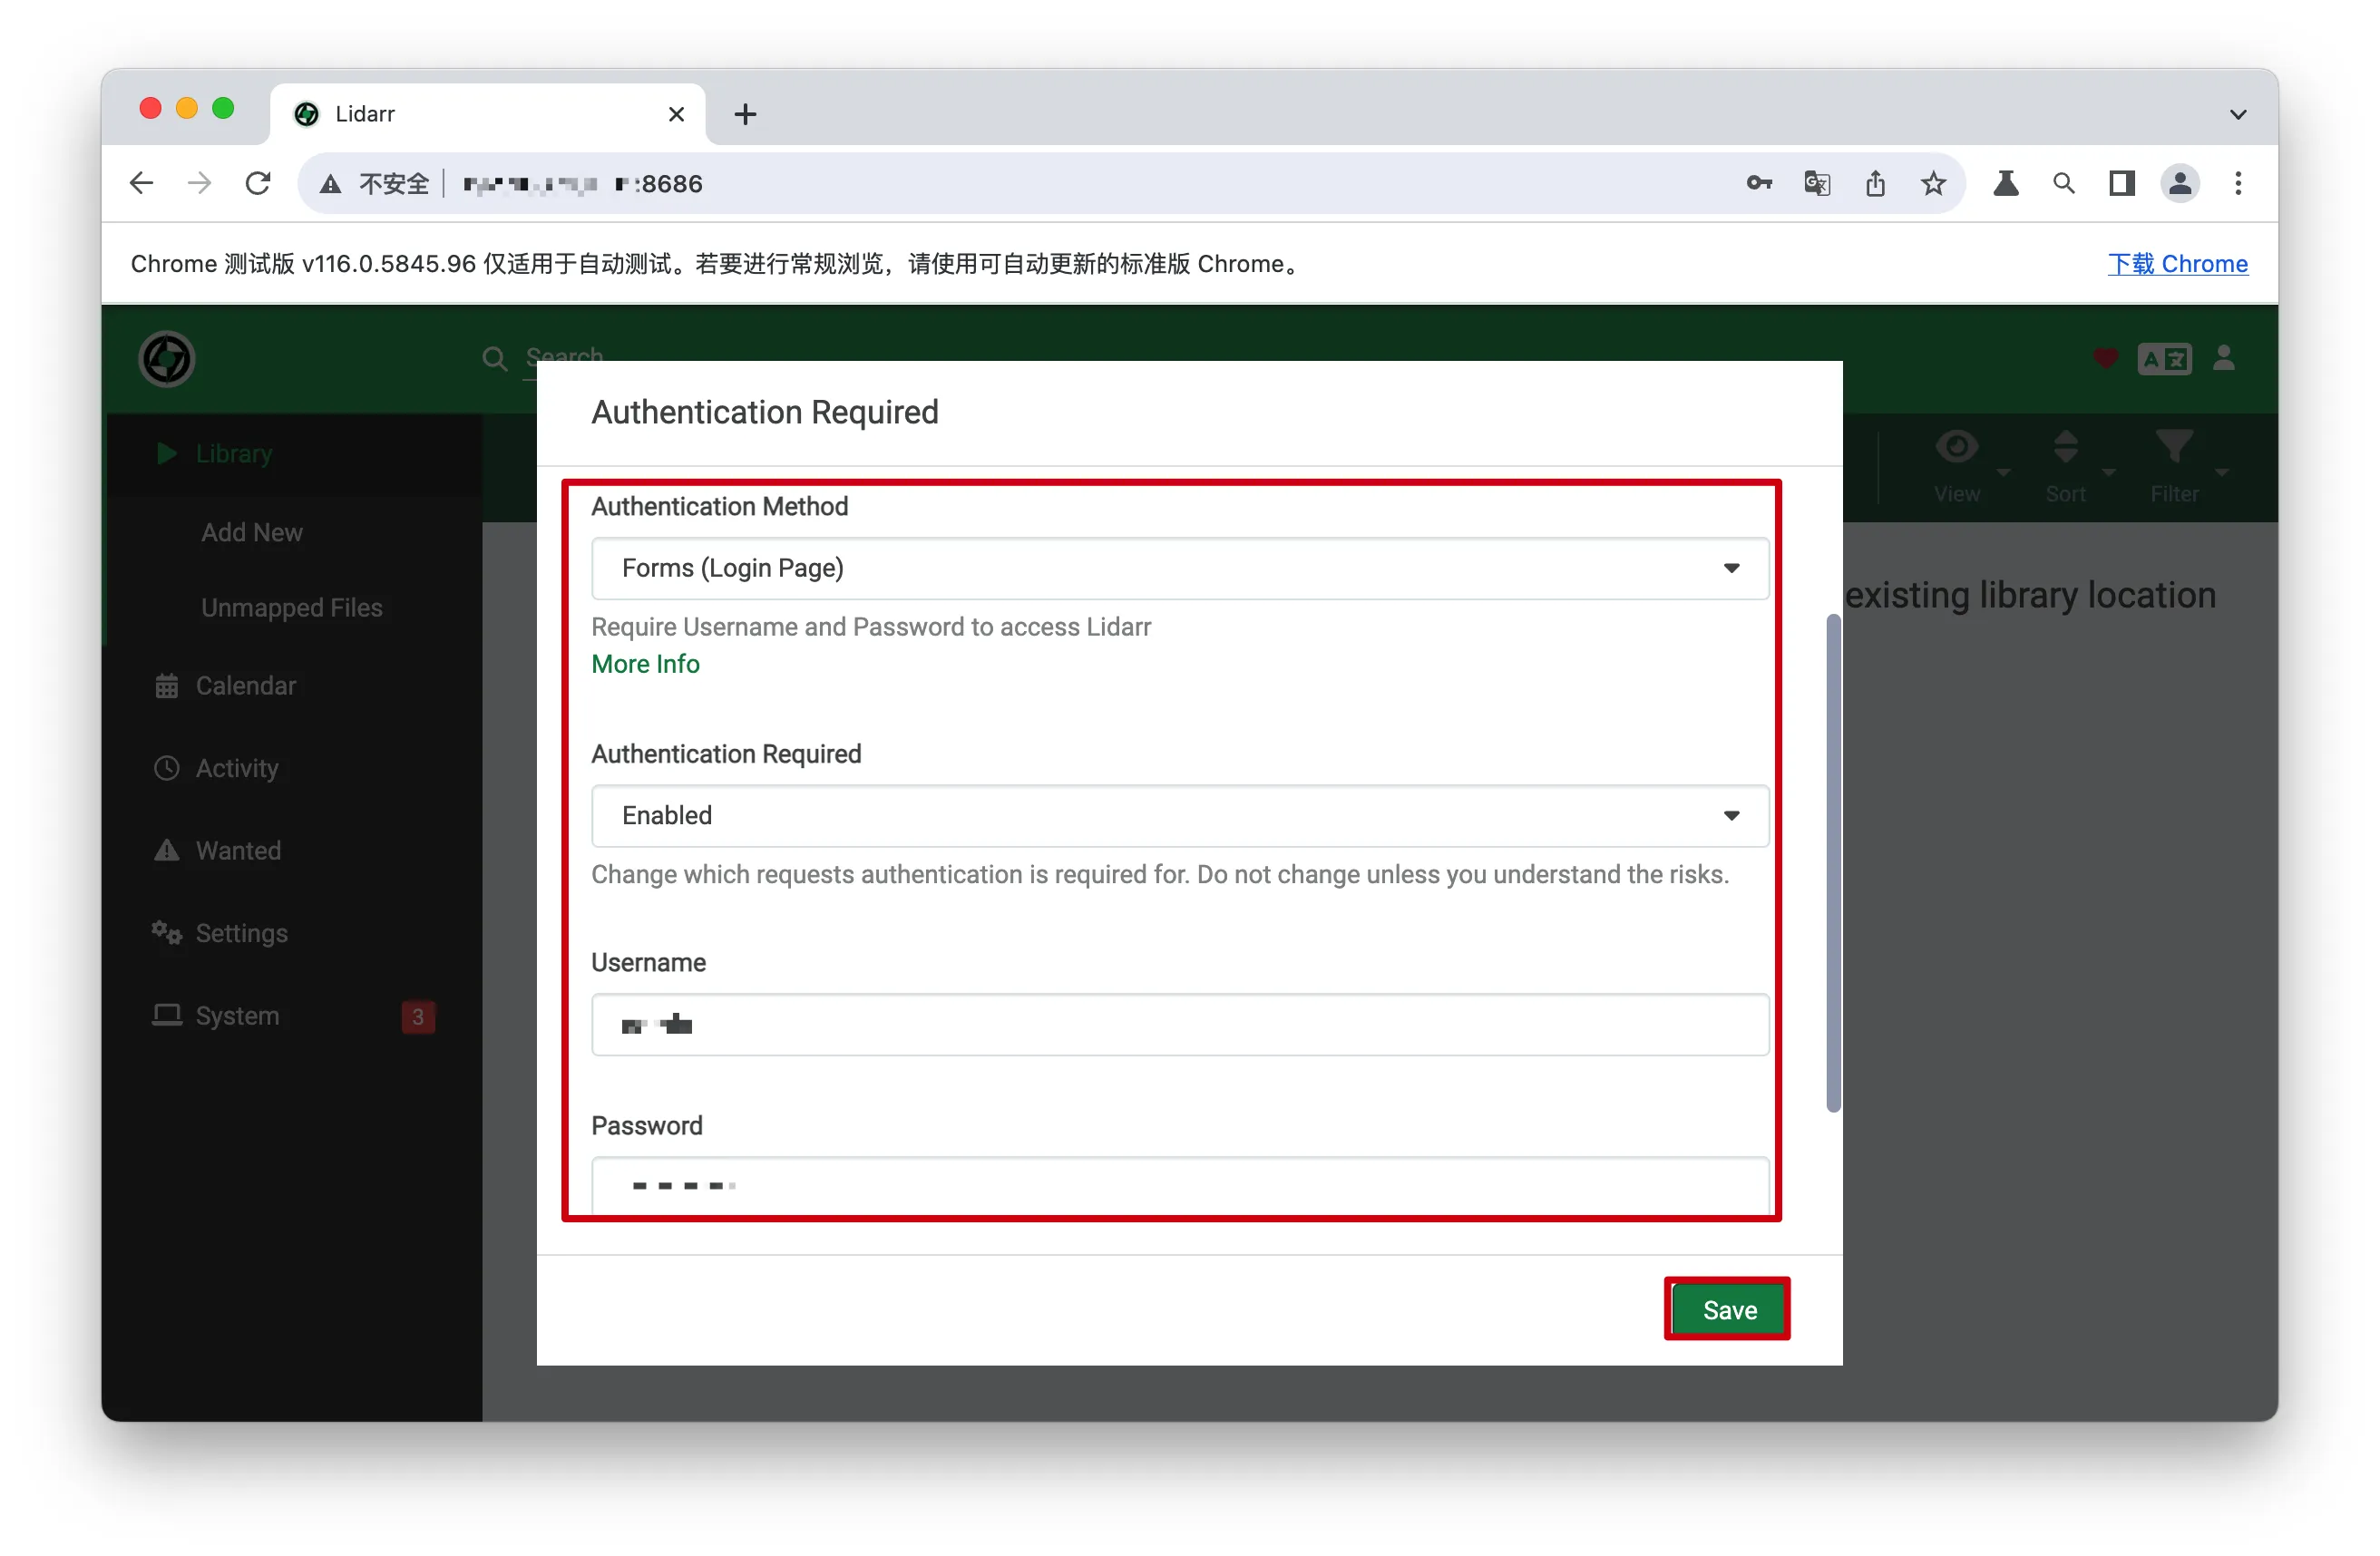 Lidarr
不安全
:8686
Chrome 测试版 v116.0.5845.96 仅适用于自动测试。若要进行常规浏览，请使用可自动更新的标准版 Chrome。
下载 Chrome
Search
Authentication Required
Library
View
Sort
Filter
Authentication Method
Add New
Forms (Login Page)
existing library location
Unmapped Files
Require Username and Password to access Lidarr
More Info
Calendar
Authentication Required
Activity
Enabled
Wanted
Change which requests authentication is required for. Do not change unless you understand the risks.
Settings
Username
System
3
Password
Save